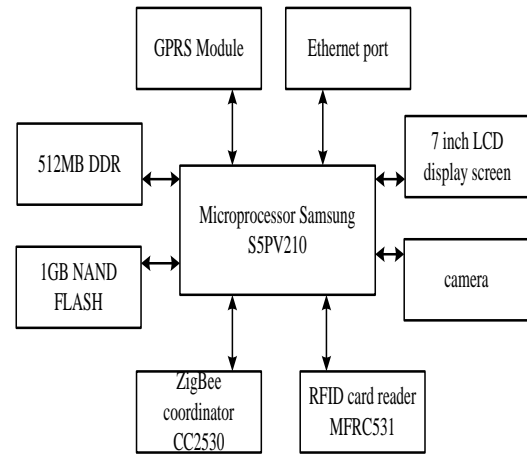 GPRS Module
Ethernet port
512MB DDR
7 inch LCD
display screen
Microprocessor Samsung
S5PV210
1GB NAND
FLASH
camera
ZigBee
coordinator
CC2530
RFID card reader
MFRC531